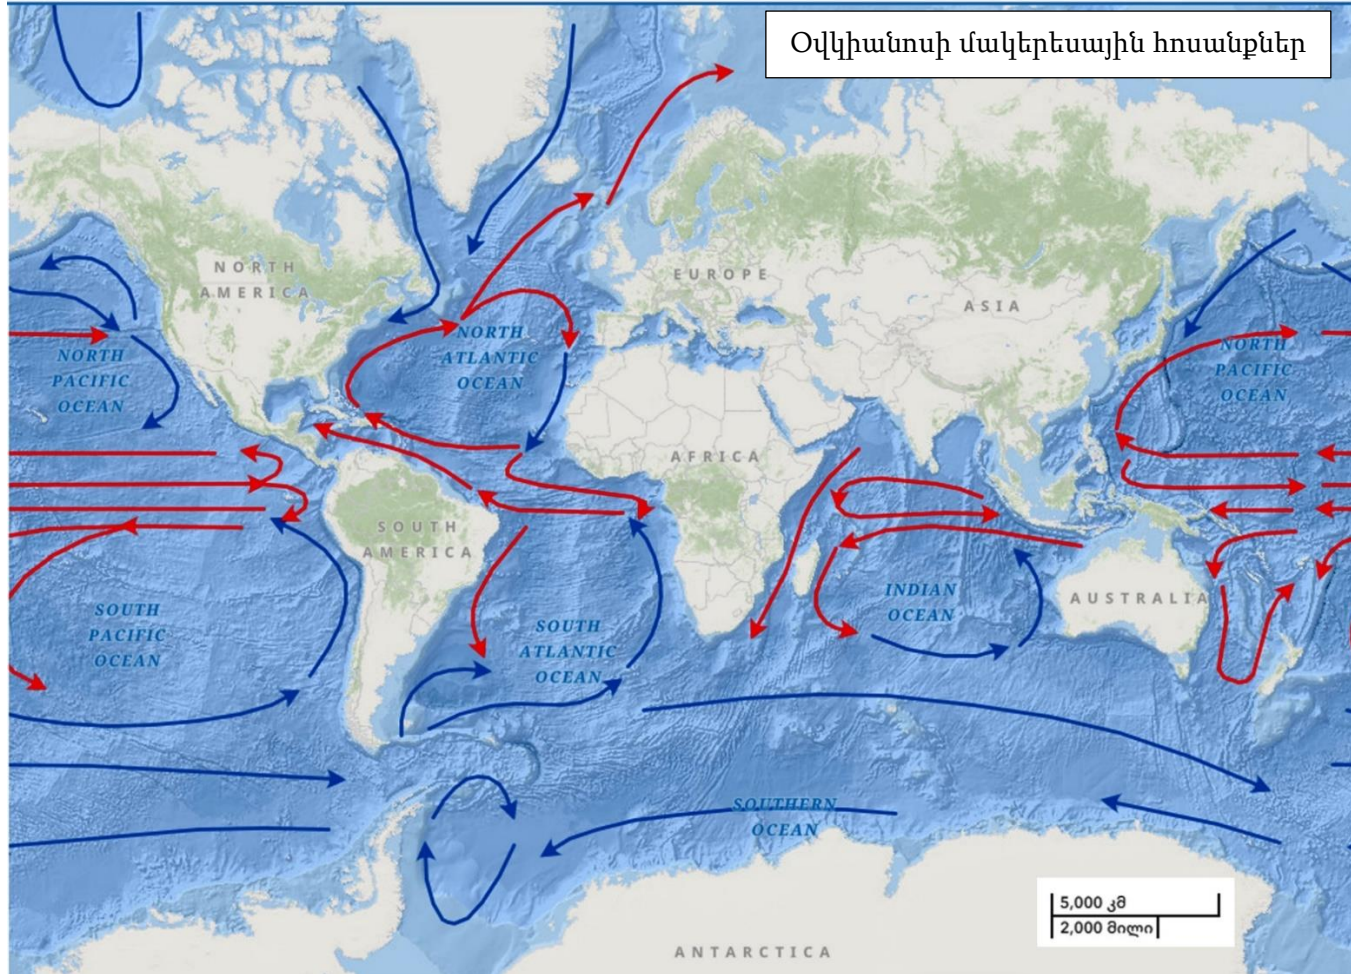 Օվկիանոսի մակերեսային հոսանքներ
NORTH
AMERICA
EUROPE
ASIA
NORTH
PACIFIC
OCEAN
NORTH
ATLANTIC
OCEAN
NORTH
PACIFIC
OCEAN
AFRICA
SOUTH
AMERICA
SOUTH
PACIFIC
OCEAN
SOUTH
ATLANTIC
OCEAN
INDIAN
OCEAN
AUSTRALIA
SOUTHERN
OCEAN
5,000 კმ
2,000 მილი
ANTARCTICA